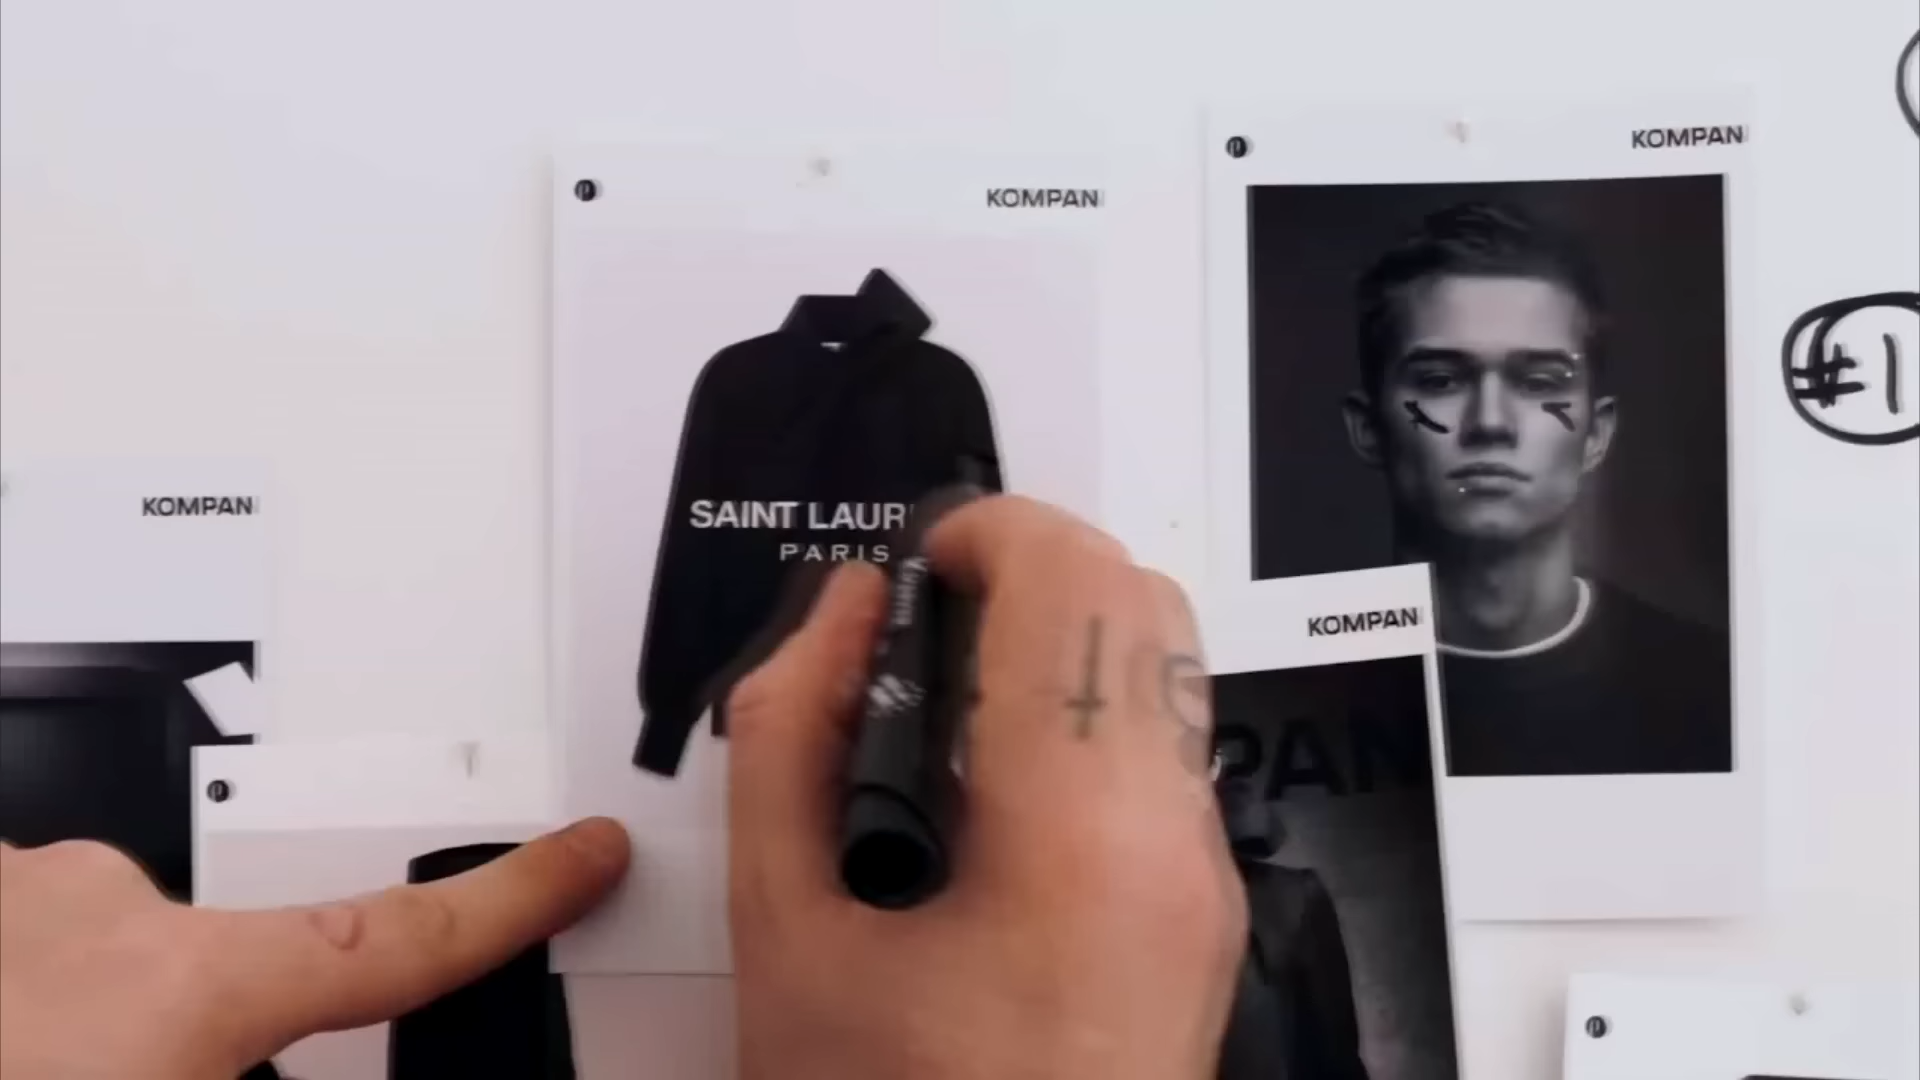 KOMPAN
KOMPAN
#1
KOMPAN
SAINT LAUR
PARIS
KOMPAN
PAN